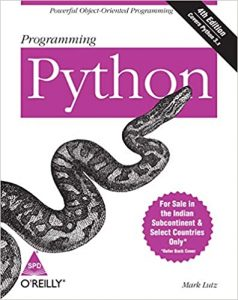 Powerful Object-Oriented Programming
4th Edition
Covers Python 3.X
Programming
Python
For Sale in
the Indian
Subcontinent &
Select Countries
Only*
*Refer Back Cover
SPD
O'REILLY®
Mark Lutz